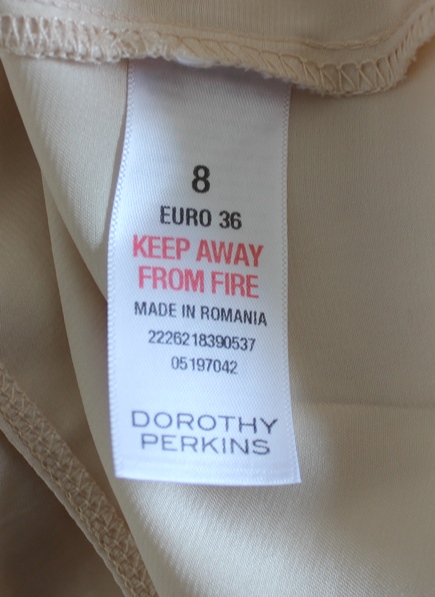 8
EURO 36
KEEP AWAY
FROM FIRE
MADE IN ROMANIA
2226218390537
05197042
DOROTHY
PERKINS